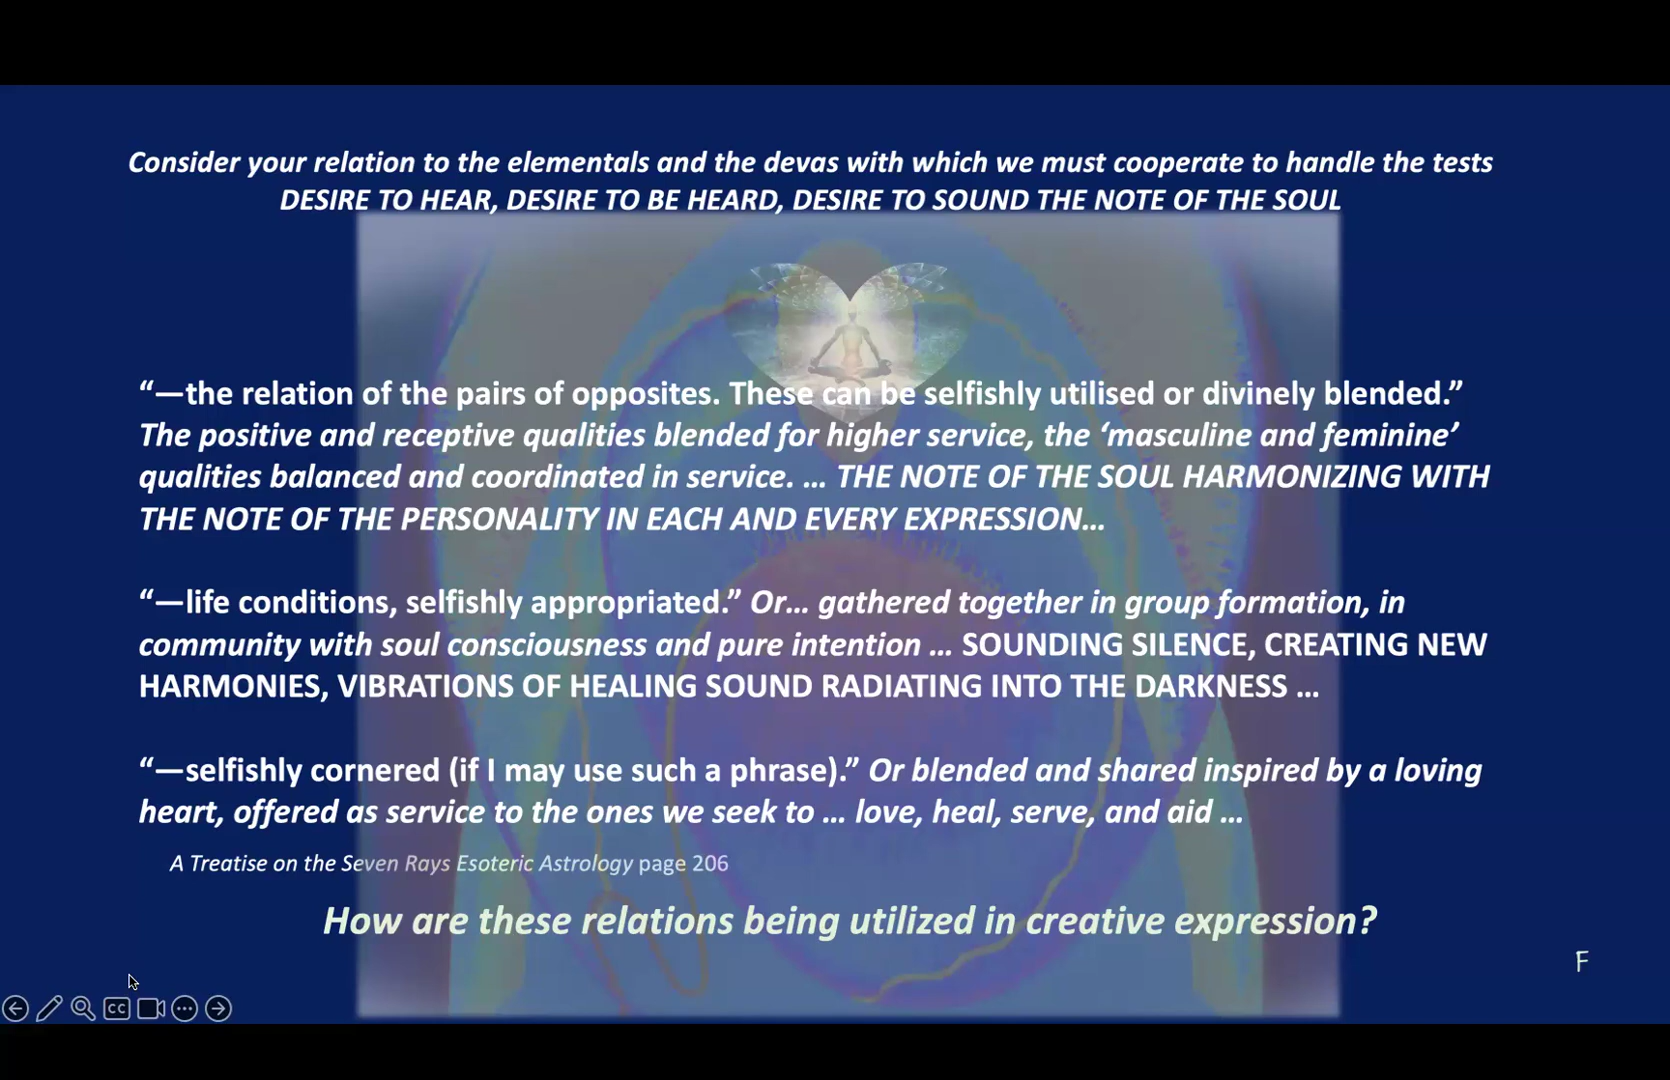 Consider your relation to the elementals and the devas with which we must cooperate to handle the tests
DESIRE TO HEAR, DESIRE TO BE HEARD, DESIRE TO SOUND THE NOTE OF THE SOUL
“—the relation of the pairs of opposites. These can be selfishly utilised or divinely blended.”
The positive and receptive qualities blended for higher service, the ‘masculine and feminine’
qualities balanced and coordinated in service. … THE NOTE OF THE SOUL HARMONIZING WITH
THE NOTE OF THE PERSONALITY IN EACH AND EVERY EXPRESSION…
“—life conditions, selfishly appropriated.” Or… gathered together in group formation, in
community with soul consciousness and pure intention … SOUNDING SILENCE, CREATING NEW
HARMONIES, VIBRATIONS OF HEALING SOUND RADIATING INTO THE DARKNESS …
“—selfishly cornered (if I may use such a phrase).” Or blended and shared inspired by a loving
heart, offered as service to the ones we seek to … love, heal, serve, and aid …
A Treatise on the Seven Rays Esoteric Astrology page 206
How are these relations being utilized in creative expression?
F
CC